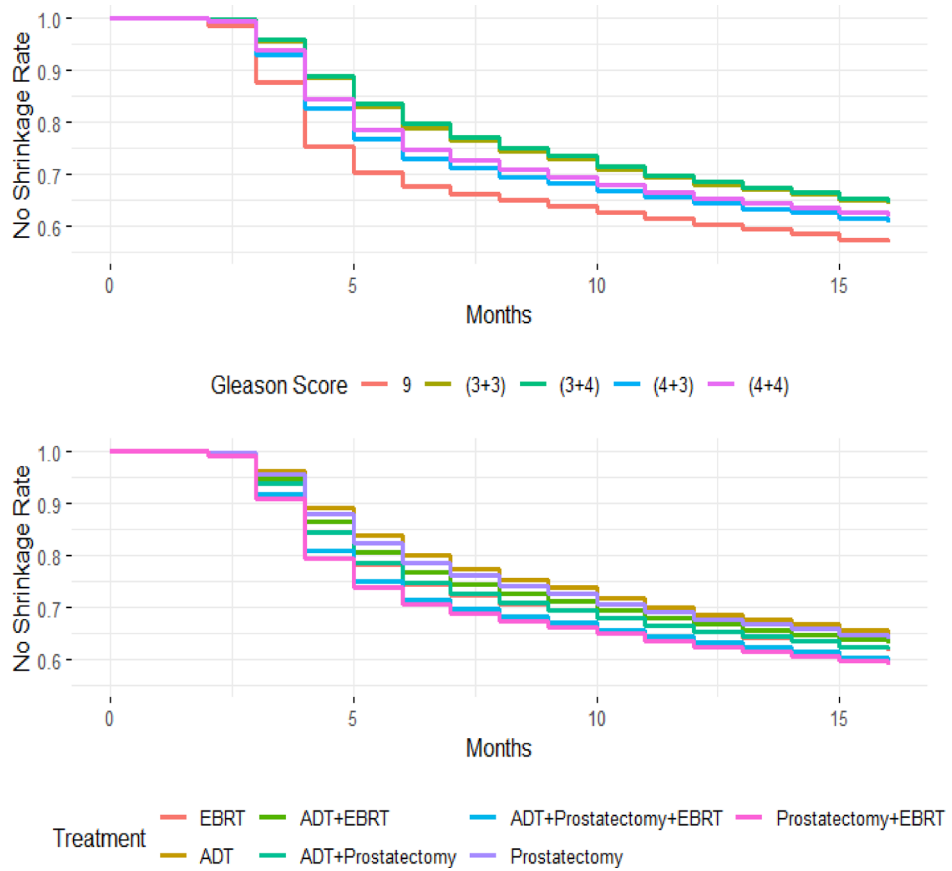 No Shrinkage Rate
1.0
0.9
0.8
0.7
0.6
0 5 10 15
Months
Gleason Score 9 (3+3) (3+4) (4+3) (4+4)
No Shrinkage Rate
1.0
0.9
0.8
0.7
0.6
0 5 10 15
Months
Treatment
EBRT ADT+EBRT ADT+Prostatectomy+EBRT Prostatectomy+EBRT
ADT ADT+Prostatectomy Prostatectomy